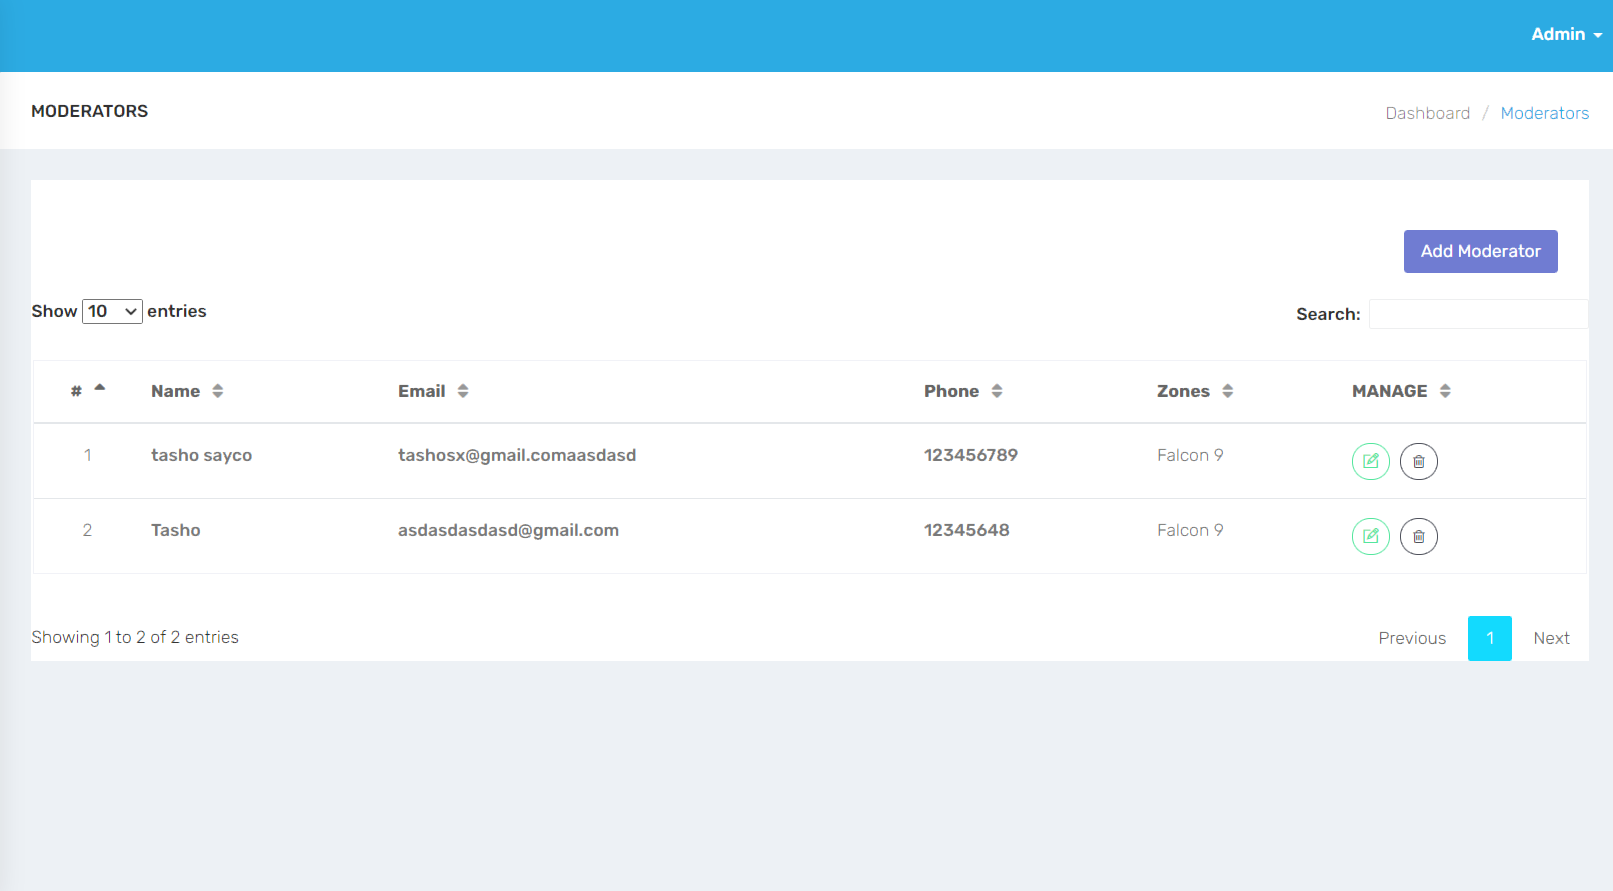 Admin
MODERATORS
Dashboard / Moderators
Add Moderator
Show 10 entries
Search:
# Name Email Phone Zones MANAGE
1 tasho sayco tashosx@gmail.comaasdasd 123456789 Falcon 9
2 Tasho asdasdasdasd@gmail.com 12345648 Falcon 9
Showing 1 to 2 of 2 entries
Previous 1 Next